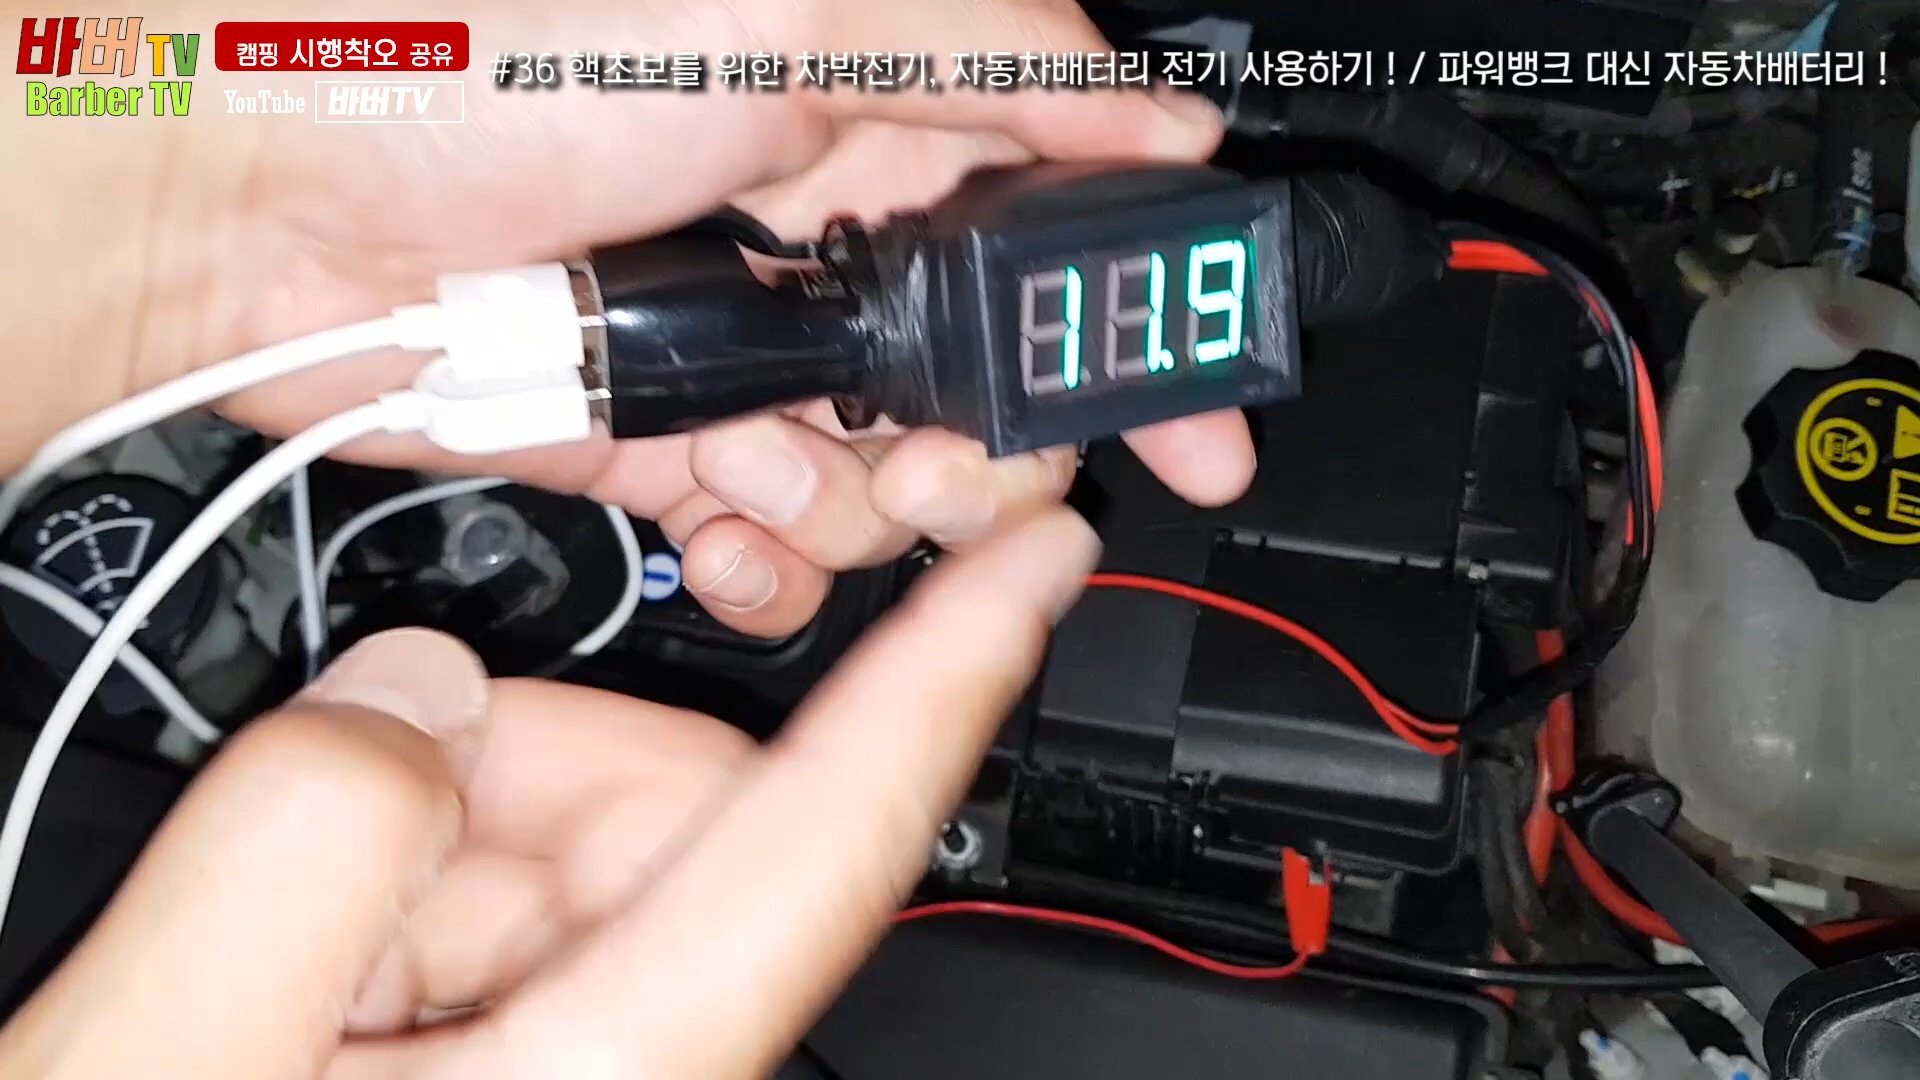 바버 TV
Barber TV
캠핑 시행착오 공유
YouTube 바버TV
#36 핵초보를 위한 차박전기, 자동차배터리 전기 사용하기 ! / 파워뱅크 대신 자동차배터리 !
11.9